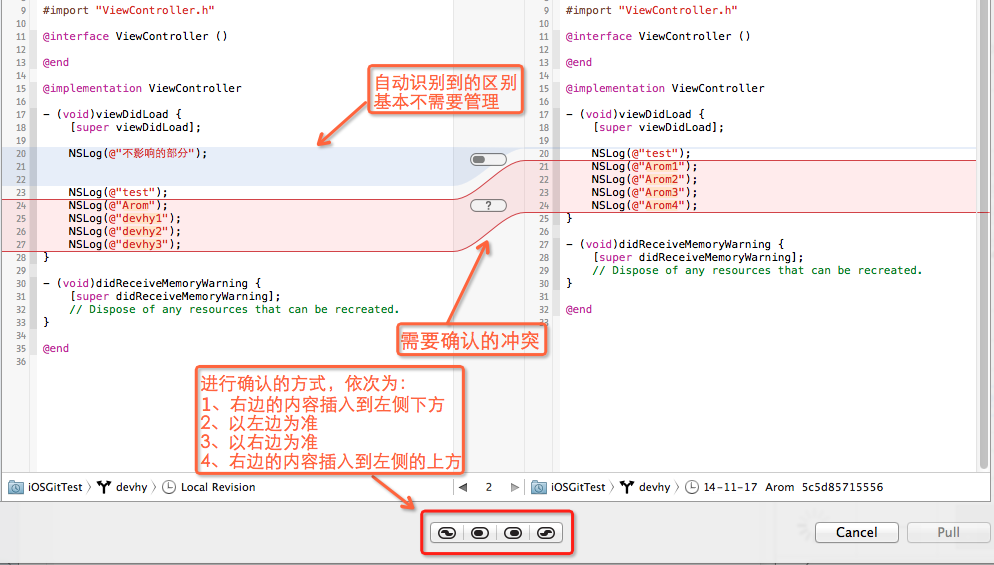 9
#import "ViewController.h"
10
11 @interface ViewController ()
12
13 @end
14
15 @implementation ViewController
16
17 - (void)viewDidLoad {
18 [super viewDidLoad];
19
20 NSLog(@"不影响的部分");
21
22
23 NSLog(@"test");
24 NSLog(@"Arom");
25 NSLog(@"devhy1");
26 NSLog(@"devhy2");
27 NSLog(@"devhy3");
28 }
29
30 - (void)didReceiveMemoryWarning {
31 [super didReceiveMemoryWarning];
32 // Dispose of any resources that can be recreated.
33 }
34
35 @end
36
自动识别到的区别
基本不需要管理
?
需要确认的冲突
9 #import "ViewController.h"
10
11 @interface ViewController ()
12
13 @end
14
15 @implementation ViewController
16
17 - (void)viewDidLoad {
18 [super viewDidLoad];
19
20 NSLog(@"test");
21 NSLog(@"Arom1");
22 NSLog(@"Arom2");
23 NSLog(@"Arom3");
24 NSLog(@"Arom4");
25 }
26
27 - (void)didReceiveMemoryWarning {
28 [super didReceiveMemoryWarning];
29 // Dispose of any resources that can be recreated.
30 }
31
32 @end
33
进行确认的方式，依次为：
1、右边的内容插入到左侧下方
2、以左边为准
3、以右边为准
4、右边的内容插入到左侧的上方
iOSGitTest 〉 devhy 〉 Local Revision
2
iOSGitTest 〉 devhy 〉 14-11-17 Arom 5c5d85715556
Cancel
Pull